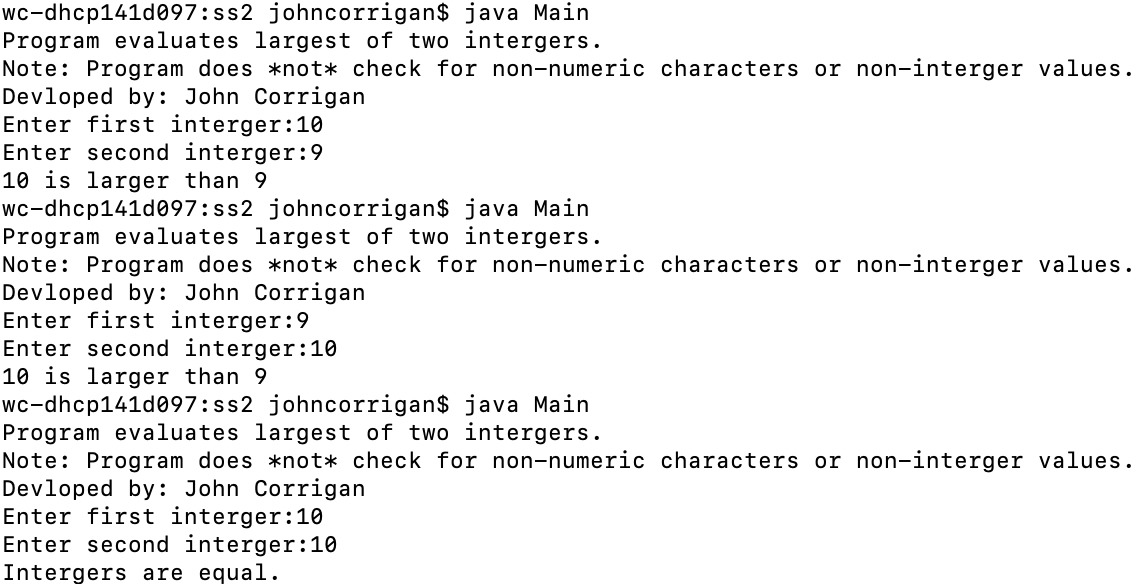 wc-dhcp141d097:ss2 johncorrigan$ java Main
Program evaluates largest of two intergers.
Note: Program does *not* check for non-numeric characters or non-interger values.
Devloped by: John Corrigan
Enter first interger:10
Enter second interger:9
10 is larger than 9
wc-dhcp141d097:ss2 johncorrigan$ java Main
Program evaluates largest of two intergers.
Note: Program does *not* check for non-numeric characters or non-interger values.
Devloped by: John Corrigan
Enter first interger:9
Enter second interger:10
10 is larger than 9
wc-dhcp141d097:ss2 johncorrigan$ java Main
Program evaluates largest of two intergers.
Note: Program does *not* check for non-numeric characters or non-interger values.
Devloped by: John Corrigan
Enter first interger:10
Enter second interger:10
Intergers are equal.